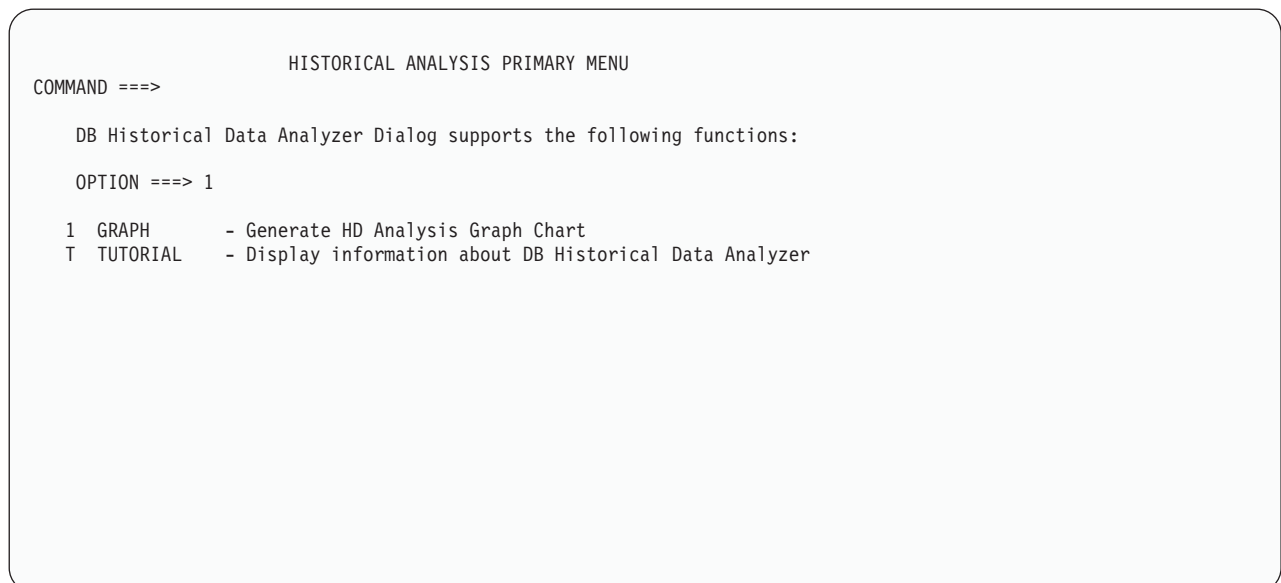 HISTORICAL ANALYSIS PRIMARY MENU
COMMAND ===>
DB Historical Data Analyzer Dialog supports the following functions:
OPTION ===> 1
1 GRAPH - Generate HD Analysis Graph Chart
T TUTORIAL - Display information about DB Historical Data Analyzer